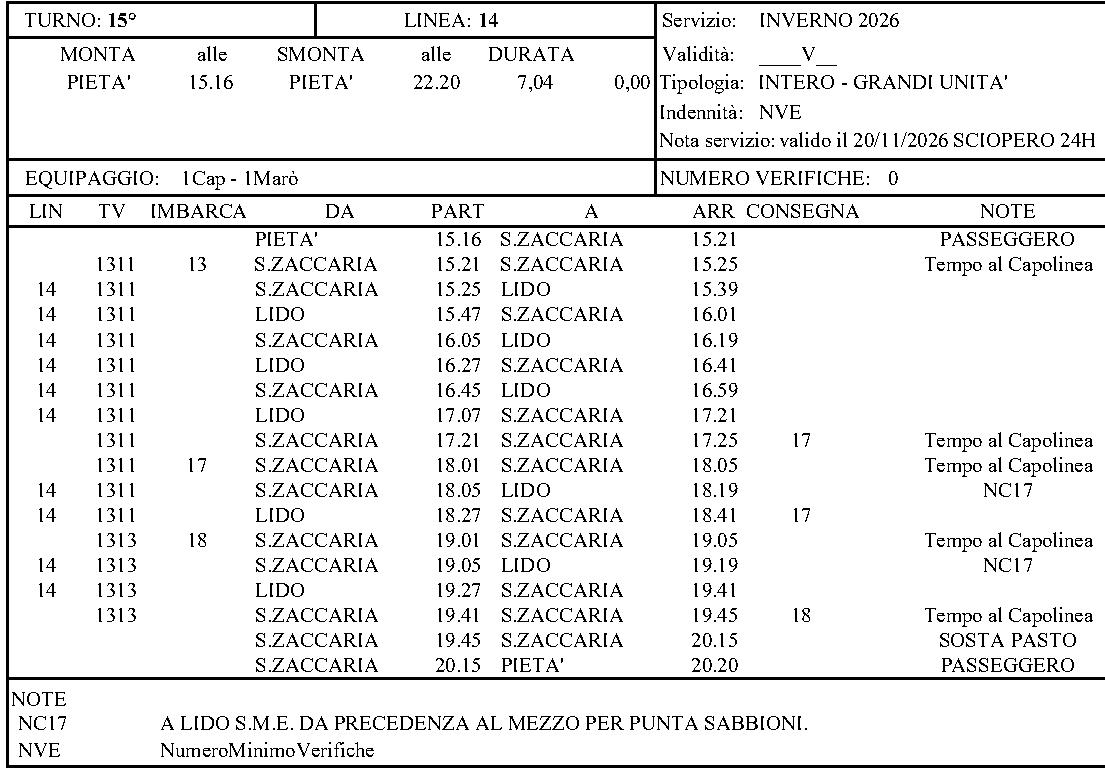 TURNO: 15° LINEA: 14 Servizio: INVERNO 2026
MONTA alle SMONTA alle DURATA Validità: ____V__
PIETA' 15.16 PIETA' 22.20 7,04 0,00 Tipologia: INTERO - GRANDI UNITA'
Indennità: NVE
Nota servizio: valido il 20/11/2026 SCIOPERO 24H
EQUIPAGGIO: 1Cap - 1Marò NUMERO VERIFICHE: 0
LIN TV IMBARCA DA PART A ARR CONSEGNA NOTE
PIETA' 15.16 S.ZACCARIA 15.21 PASSEGGERO
1311 13 S.ZACCARIA 15.21 S.ZACCARIA 15.25 Tempo al Capolinea
14 1311 S.ZACCARIA 15.25 LIDO 15.39
14 1311 LIDO 15.47 S.ZACCARIA 16.01
14 1311 S.ZACCARIA 16.05 LIDO 16.19
14 1311 LIDO 16.27 S.ZACCARIA 16.41
14 1311 S.ZACCARIA 16.45 LIDO 16.59
14 1311 LIDO 17.07 S.ZACCARIA 17.21
1311 S.ZACCARIA 17.21 S.ZACCARIA 17.25 17 Tempo al Capolinea
1311 17 S.ZACCARIA 18.01 S.ZACCARIA 18.05 Tempo al Capolinea
14 1311 S.ZACCARIA 18.05 LIDO 18.19 NC17
14 1311 LIDO 18.27 S.ZACCARIA 18.41 17
1313 18 S.ZACCARIA 19.01 S.ZACCARIA 19.05 Tempo al Capolinea
14 1313 S.ZACCARIA 19.05 LIDO 19.19 NC17
14 1313 LIDO 19.27 S.ZACCARIA 19.41
1313 S.ZACCARIA 19.41 S.ZACCARIA 19.45 18 Tempo al Capolinea
S.ZACCARIA 19.45 S.ZACCARIA 20.15 SOSTA PASTO
S.ZACCARIA 20.15 PIETA' 20.20 PASSEGGERO
NOTE
NC17 A LIDO S.M.E. DA PRECEDENZA AL MEZZO PER PUNTA SABBIONI.
NVE NumeroMinimoVerifiche